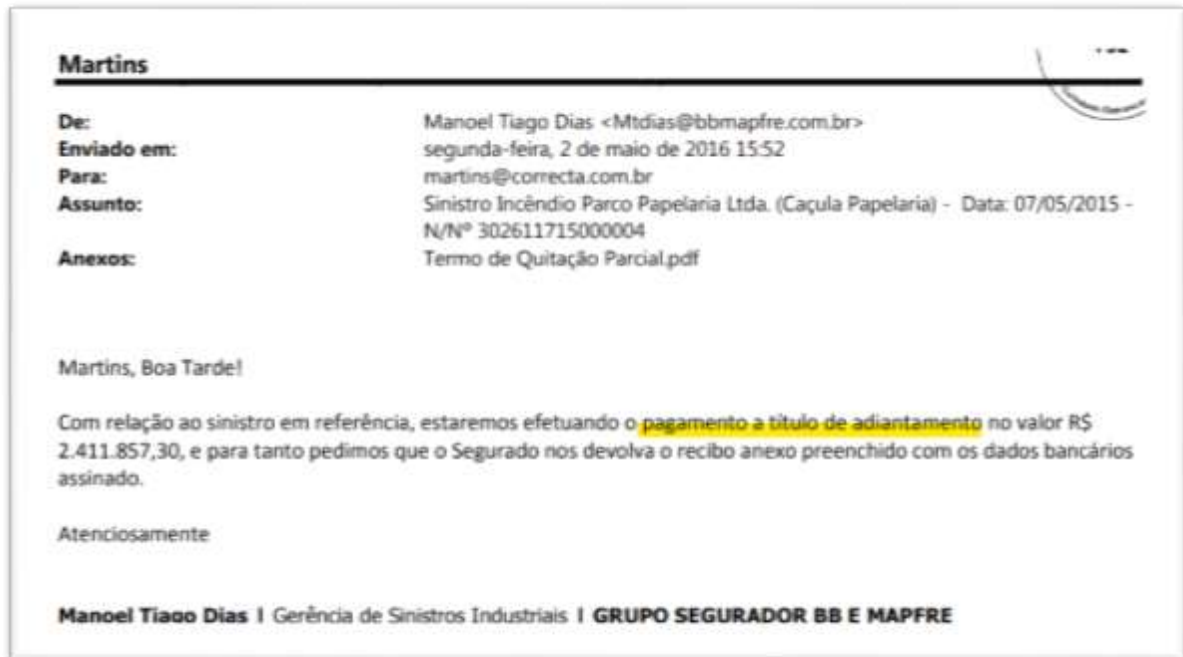 Martins
De: Manoel Tiago Dias <Mtdias@bbmapfre.com.br>
Enviado em: segunda-feira, 2 de maio de 2016 15:52
Para: martins@correcta.com.br
Assunto: Sinistro Incêndio Parco Papelaria Ltda. (Caçula Papelaria) - Data: 07/05/2015 -
N/Nº 302611715000004
Anexos: Termo de Quitação Parcial.pdf
Martins, Boa Tarde!
Com relação ao sinistro em referência, estaremos efetuando o pagamento a título de adiantamento no valor R$
2.411.857,30, e para tanto pedimos que o Segurado nos devolva o recibo anexo preenchido com os dados bancários
assinado.
Atenciosamente
Manoel Tiago Dias I Gerência de Sinistros Industriais I GRUPO SEGURADOR BB E MAPFRE